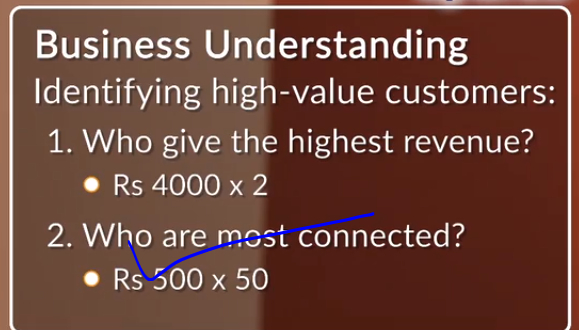 Business Understanding
Identifying high-value customers:
1. Who give the highest revenue?
Rs 4000 x 2
2. Who are most connected?
Rs 500 x 50